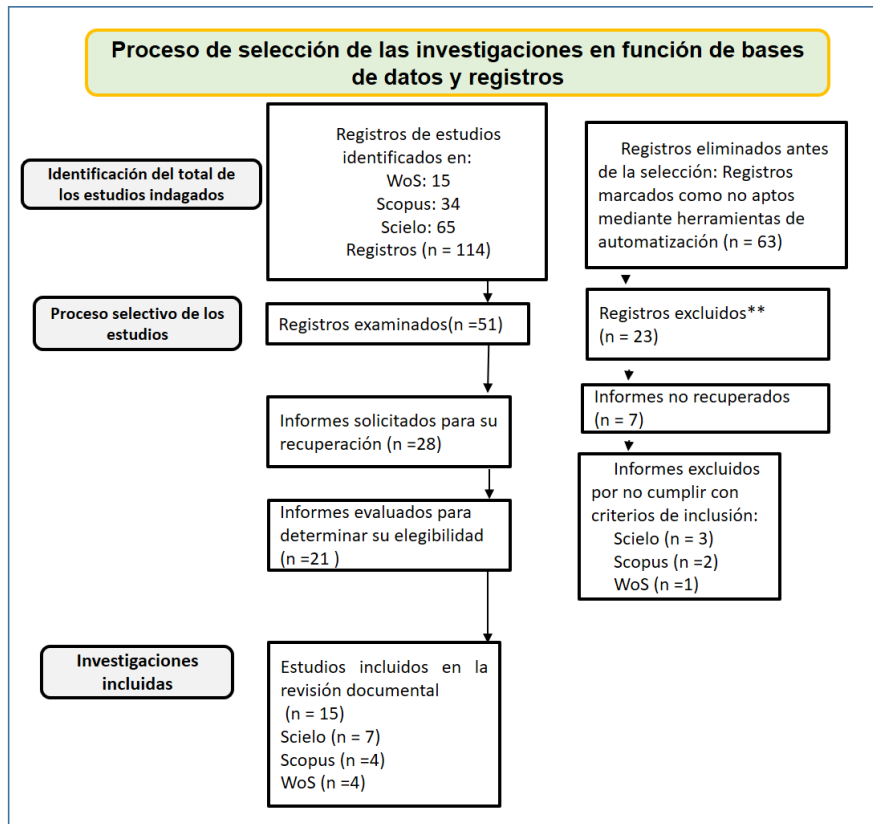 Proceso de selección de las investigaciones en función de bases
de datos y registros
Identificación del total de
los estudios indagados
Registros de estudios
identificados en:
WoS: 15
Scopus: 34
Scielo: 65
Registros (n = 114)
Registros eliminados antes
de la selección: Registros
marcados como no aptos
mediante herramientas de
automatización (n = 63)
Proceso selectivo de los
estudios
Registros examinados(n =51)
Registros excluidos**
(n = 23)
Informes solicitados para su
recuperación (n =28)
Informes no recuperados
(n = 7)
Informes evaluados para
determinar su elegibilidad
(n =21 )
Informes excluidos
por no cumplir con
criterios de inclusión:
Scielo (n = 3)
Scopus (n =2)
WoS (n =1)
Investigaciones
incluidas
Estudios incluidos en la
revisión documental
(n = 15)
Scielo (n = 7)
Scopus (n =4)
WoS (n =4)